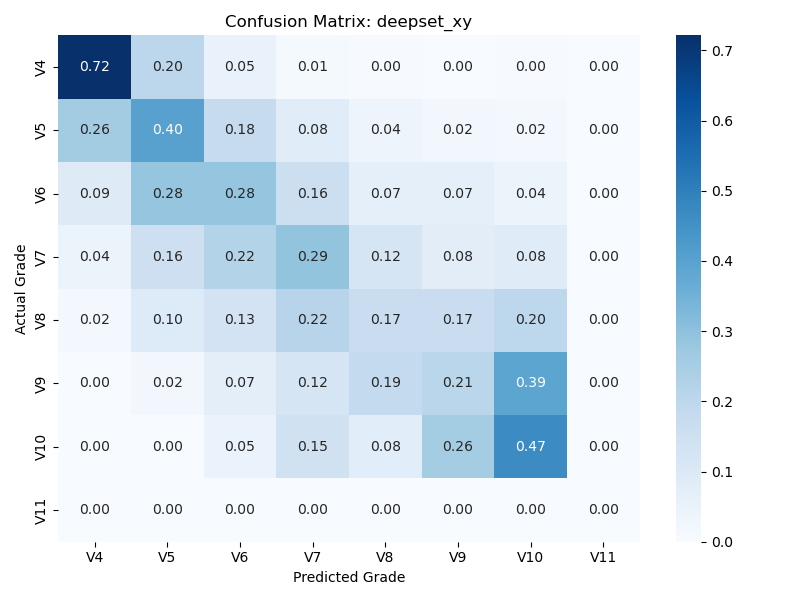 Confusion Matrix: deepset_xy
V4 0.72 0.20 0.05 0.01 0.00 0.00 0.00 0.00
V5 0.26 0.40 0.18 0.08 0.04 0.02 0.02 0.00
V6 0.09 0.28 0.28 0.16 0.07 0.07 0.04 0.00
V7 0.04 0.16 0.22 0.29 0.12 0.08 0.08 0.00
V8 0.02 0.10 0.13 0.22 0.17 0.17 0.20 0.00
V9 0.00 0.02 0.07 0.12 0.19 0.21 0.39 0.00
V10 0.00 0.00 0.05 0.15 0.08 0.26 0.47 0.00
V11 0.00 0.00 0.00 0.00 0.00 0.00 0.00 0.00
V4 V5 V6 V7 V8 V9 V10 V11
Predicted Grade
Actual Grade
0.7
0.6
0.5
0.4
0.3
0.2
0.1
0.0